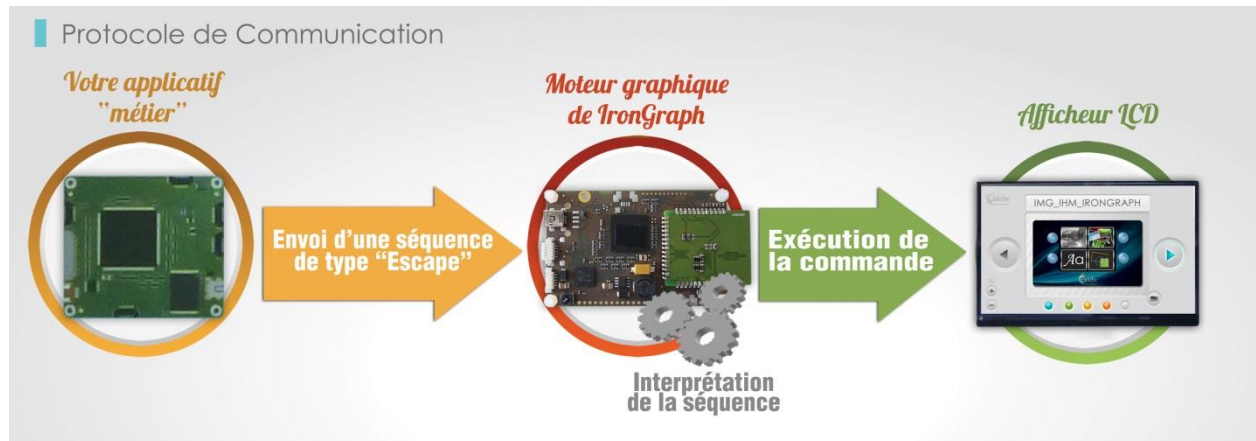 Protocole de Communication
Votre applicatif
"métier"
Moteur graphique
de IronGraph
Afficheur LCD
Envoi d'une séquence
de type "Escape"
Exécution de
la commande
IMG_IHM_IRONGRAPH
Aa
Interprétation
de la séquence